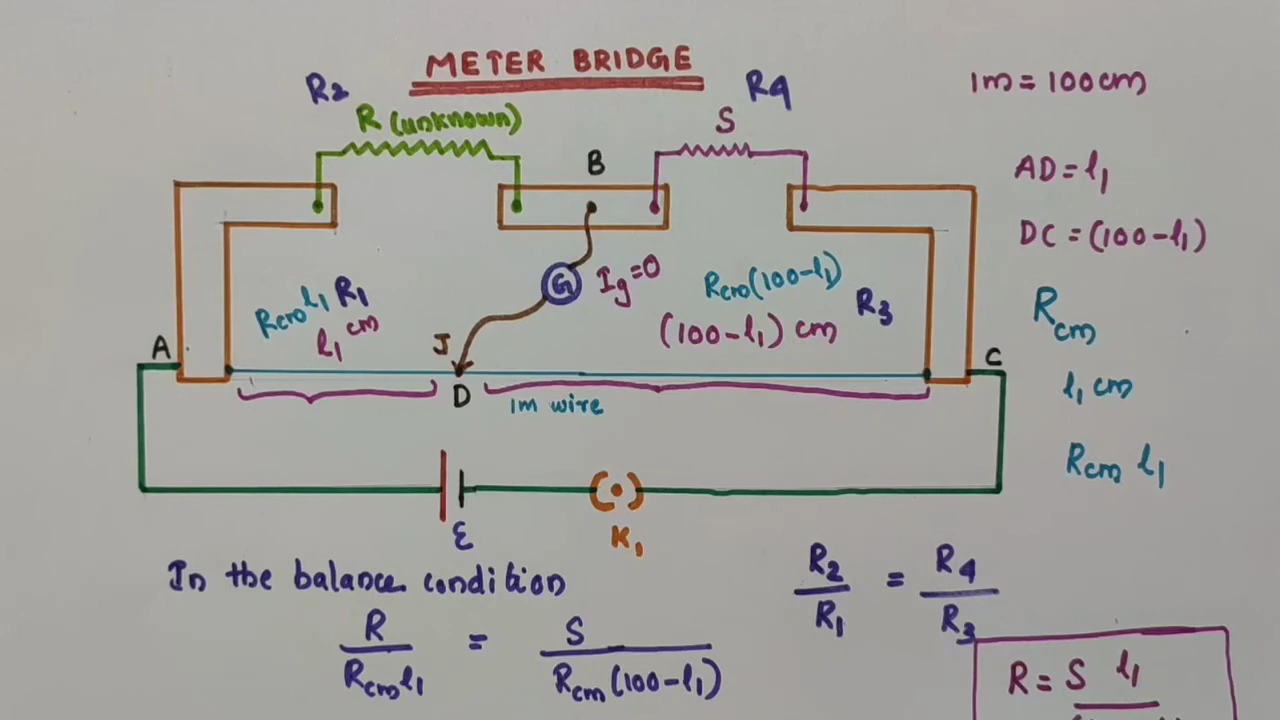 METER BRIDGE
R2
R (unknown)
R4
S
1m = 100cm
B
AD = l1
DC = (100-l1)
G
Ig=0
Rcm l1 R1
l1 cm
Rcm(100-l1)
R3
(100-l1) cm
Rcm
A
J
C
D
1m wire
l1 cm
Rcm l1
ε
K1
In the balance condition
R2/R1 = R4/R3
R/Rcm l1 = S/Rcm (100-l1)
R = S l1